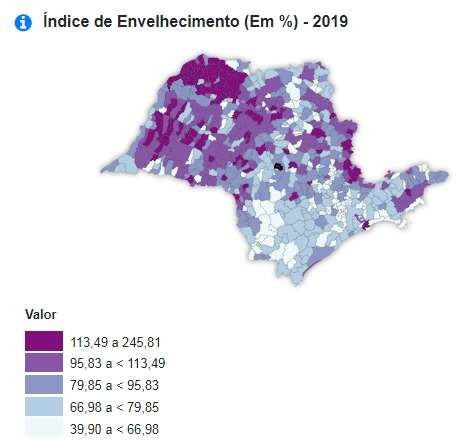 Índice de Envelhecimento (Em %) - 2019
Valor
113,49 a 245,81
95,83 a < 113,49
79,85 a < 95,83
66,98 a < 79,85
39,90 a < 66,98